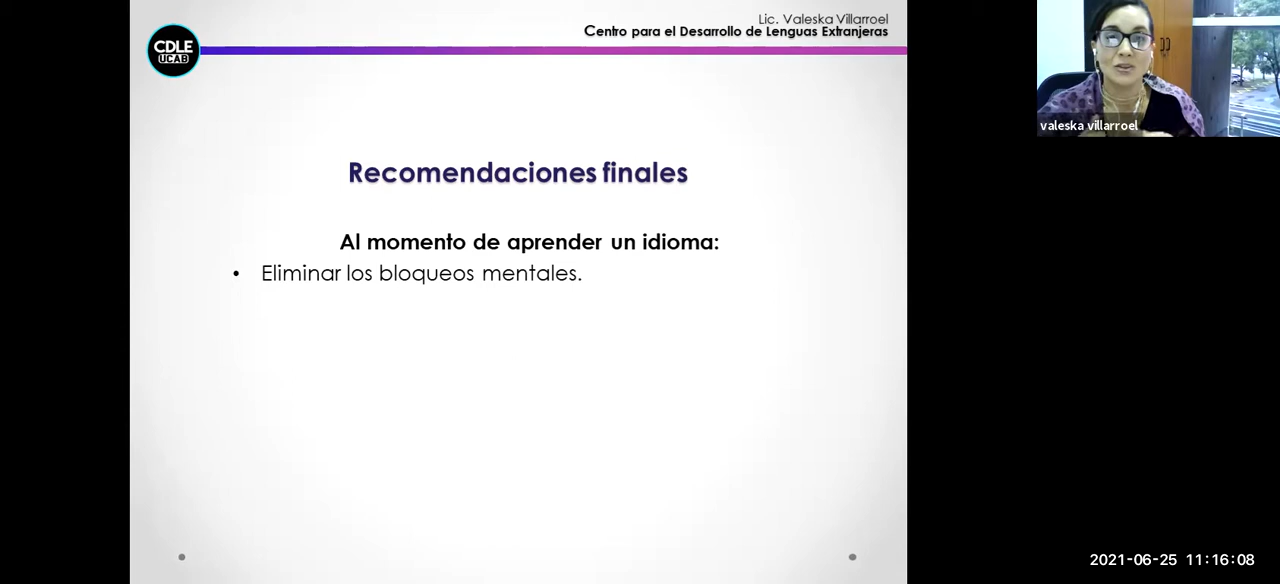 Lic. Valeska Villarroel
Centro para el Desarrollo de Lenguas Extranjeras
CDLE
UCAB
valeska villarroel
Recomendaciones finales
Al momento de aprender un idioma:
• Eliminar los bloqueos mentales.
2021-06-25 11:16:08